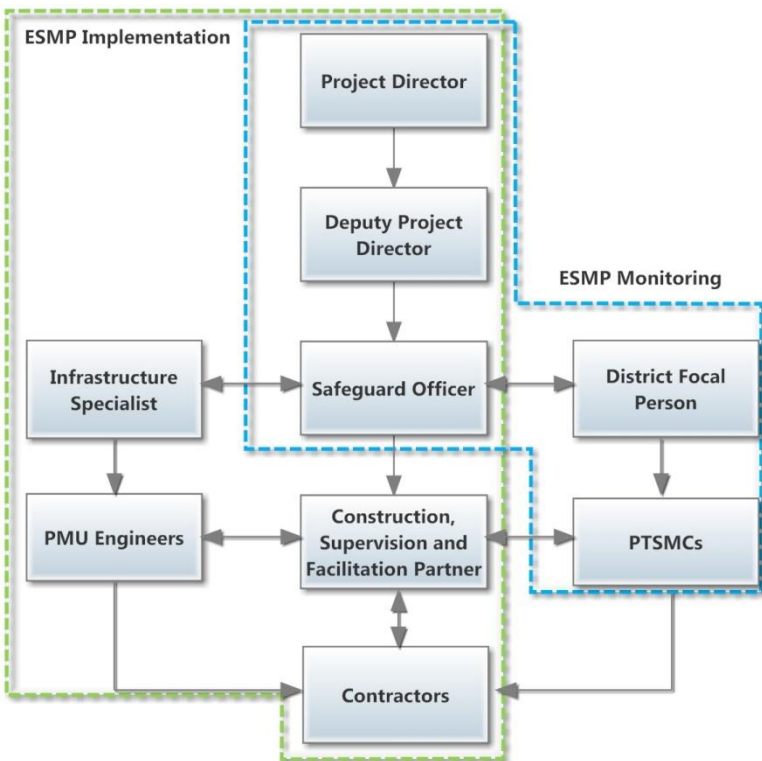 ESMP Implementation
Project Director
Deputy Project
Director
ESMP Monitoring
Infrastructure
Specialist
Safeguard Officer
District Focal
Person
PMU Engineers
Construction,
Supervision and
Facilitation Partner
PTSMCs
Contractors